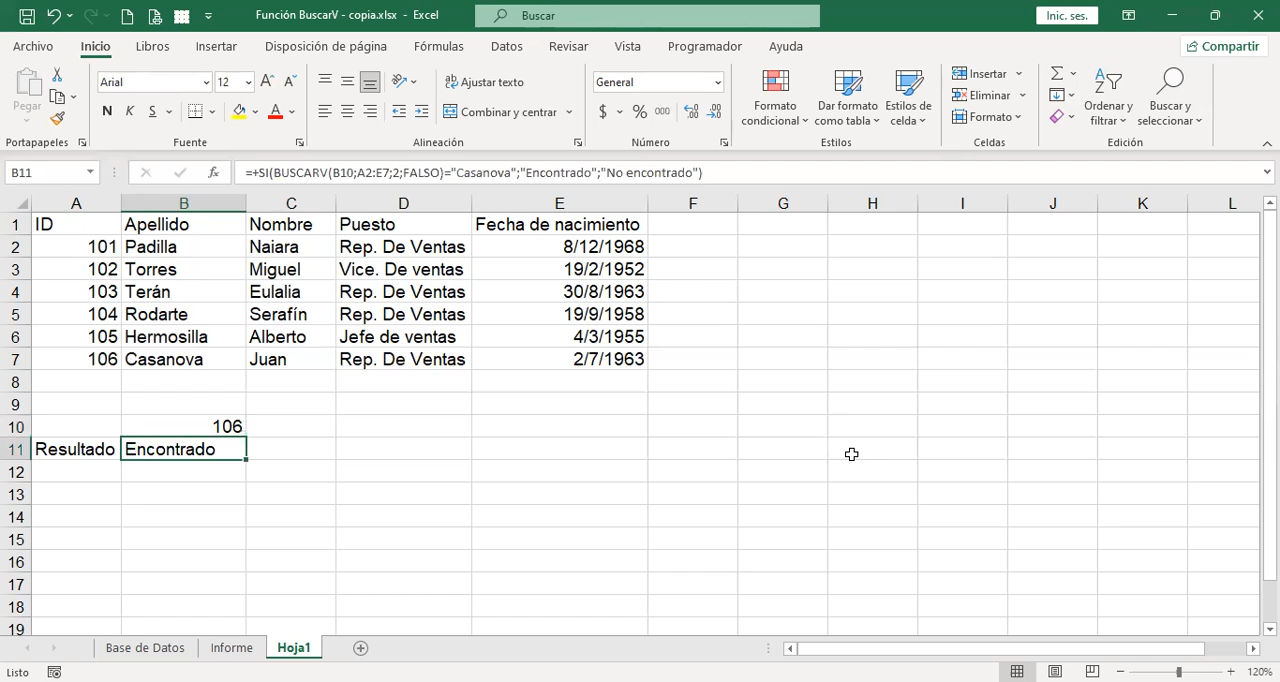 Función BuscarV - copia.xlsx - Excel
Buscar
Inic. ses.
Archivo Inicio Libros Insertar Disposición de página Fórmulas Datos Revisar Vista Programador Ayuda Compartir
Pegar
Arial 12
N K S
Ajustar texto
Combinar y centrar
General
$ % 000
Formato condicional
Dar formato como tabla
Estilos de celda
Insertar
Eliminar
Formato
Ordenar y filtrar
Buscar y seleccionar
Portapapeles Fuente Alineación Número Estilos Celdas Edición
B11 fx =+SI(BUSCARV(B10;A2:E7;2;FALSO)="Casanova";"Encontrado";"No encontrado")
A B C D E F G H I J K L
1 ID Apellido Nombre Puesto Fecha de nacimiento
2 101 Padilla Naiara Rep. De Ventas 8/12/1968
3 102 Torres Miguel Vice. De ventas 19/2/1952
4 103 Terán Eulalia Rep. De Ventas 30/8/1963
5 104 Rodarte Serafín Rep. De Ventas 19/9/1958
6 105 Hermosilla Alberto Jefe de ventas 4/3/1955
7 106 Casanova Juan Rep. De Ventas 2/7/1963
8
9
10 106
11 Resultado Encontrado
12
13
14
15
16
17
18
19
Base de Datos Informe Hoja1
Listo 120%